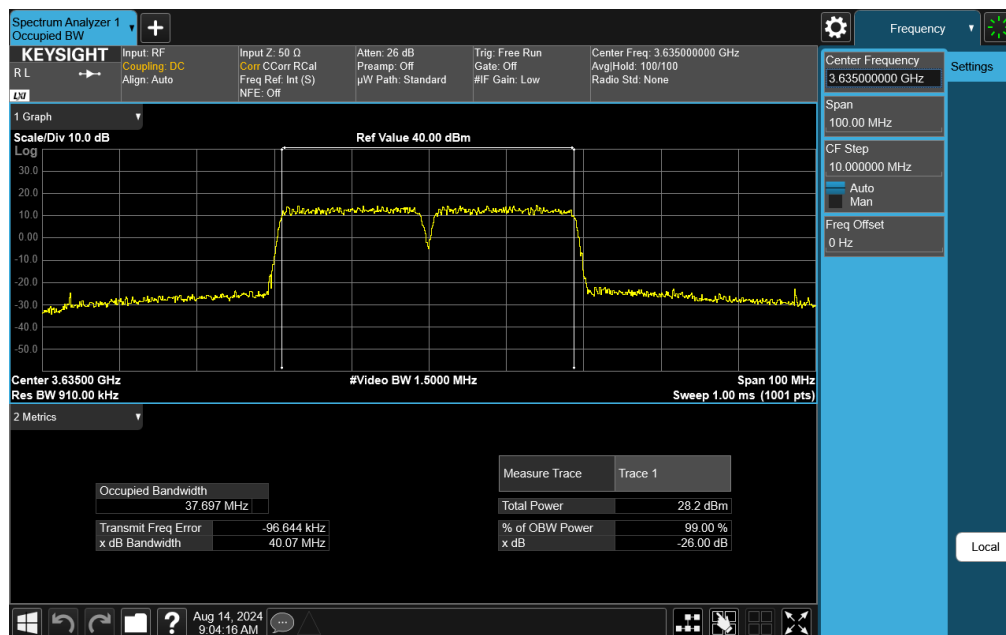 Spectrum Analyzer 1
Occupied BW
Frequency
KEYSIGHT
R L
LXI
Input: RF
Coupling: DC
Align: Auto
Input Z: 50 Ω
Corr CCorr RCal
Freq Ref: Int (S)
NFE: Off
Atten: 26 dB
Preamp: Off
µW Path: Standard
Trig: Free Run
Gate: Off
#IF Gain: Low
Center Freq: 3.635000000 GHz
Avg|Hold: 100/100
Radio Std: None
Center Frequency
3.635000000 GHz
Settings
Span
100.00 MHz
CF Step
10.000000 MHz
Auto
Man
Freq Offset
0 Hz
Local
1 Graph
Scale/Div 10.0 dB
Ref Value 40.00 dBm
Log
30.0
20.0
10.0
0.00
-10.0
-20.0
-30.0
-40.0
-50.0
Center 3.63500 GHz
#Video BW 1.5000 MHz
Span 100 MHz
Res BW 910.00 kHz
Sweep 1.00 ms (1001 pts)
2 Metrics
Measure Trace Trace 1
Occupied Bandwidth
37.697 MHz
Total Power 28.2 dBm
Transmit Freq Error -96.644 kHz
% of OBW Power 99.00 %
x dB Bandwidth 40.07 MHz
x dB -26.00 dB
?
Aug 14, 2024
9:04:16 AM